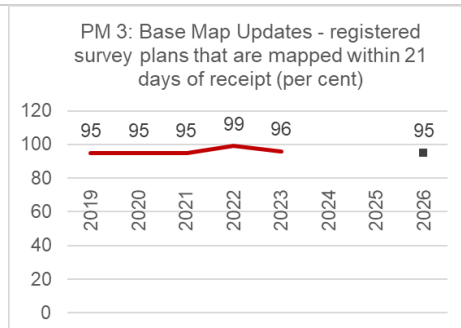 PM 3: Base Map Updates - registered
survey plans that are mapped within 21
days of receipt (per cent)
120
95 95 95 99 96 95
100
80
2019 2020 2021 2022 2023 2024 2025 2026
60
40
20
0